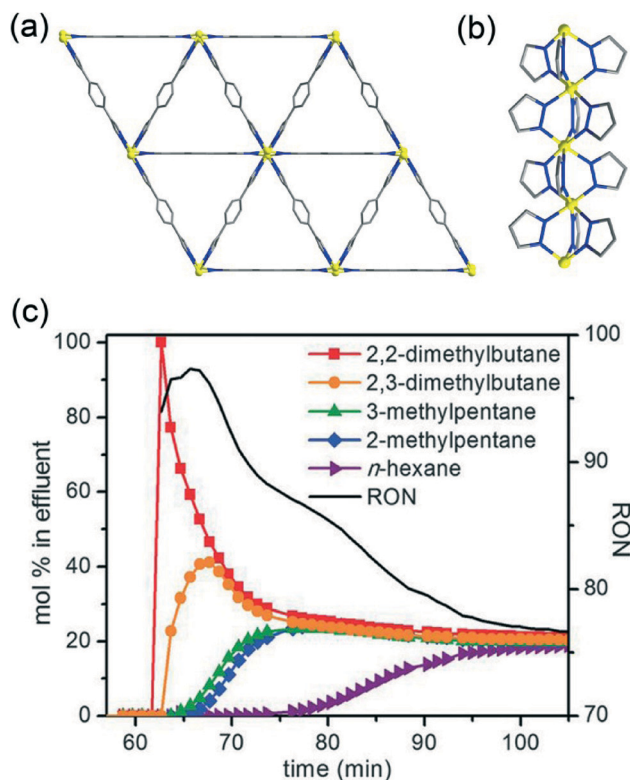 (a)
(b)
(c)
100
80
60
40
20
0
mol % in effluent
2,2-dimethylbutane
2,3-dimethylbutane
3-methylpentane
2-methylpentane
n-hexane
RON
100
90
80
70
RON
60
70
80
90
100
time (min)